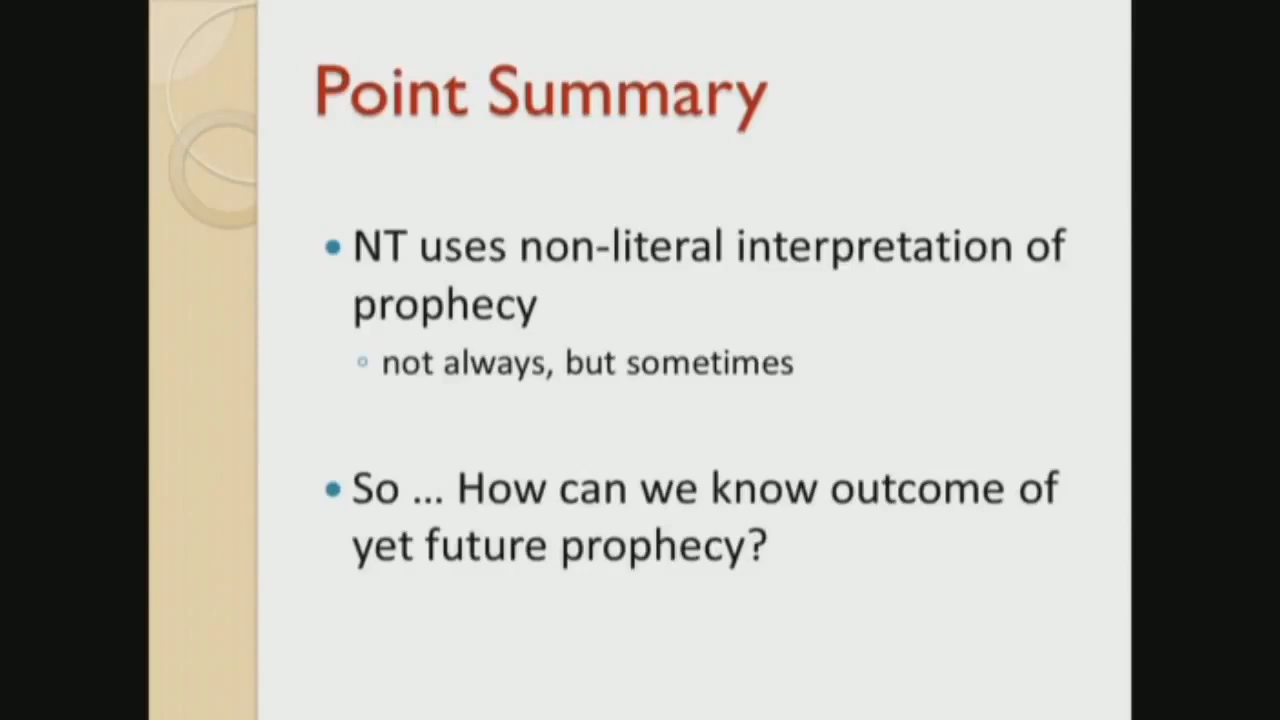 Point Summary
• NT uses non-literal interpretation of
prophecy
◦ not always, but sometimes
• So ... How can we know outcome of
yet future prophecy?